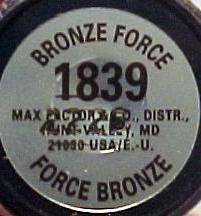 BRONZE FORCE
1839
MAX FACTOR & CO., DISTR.,
HUNT VALLEY, MD
21030 USA/E.-U.
FORCE BRONZE